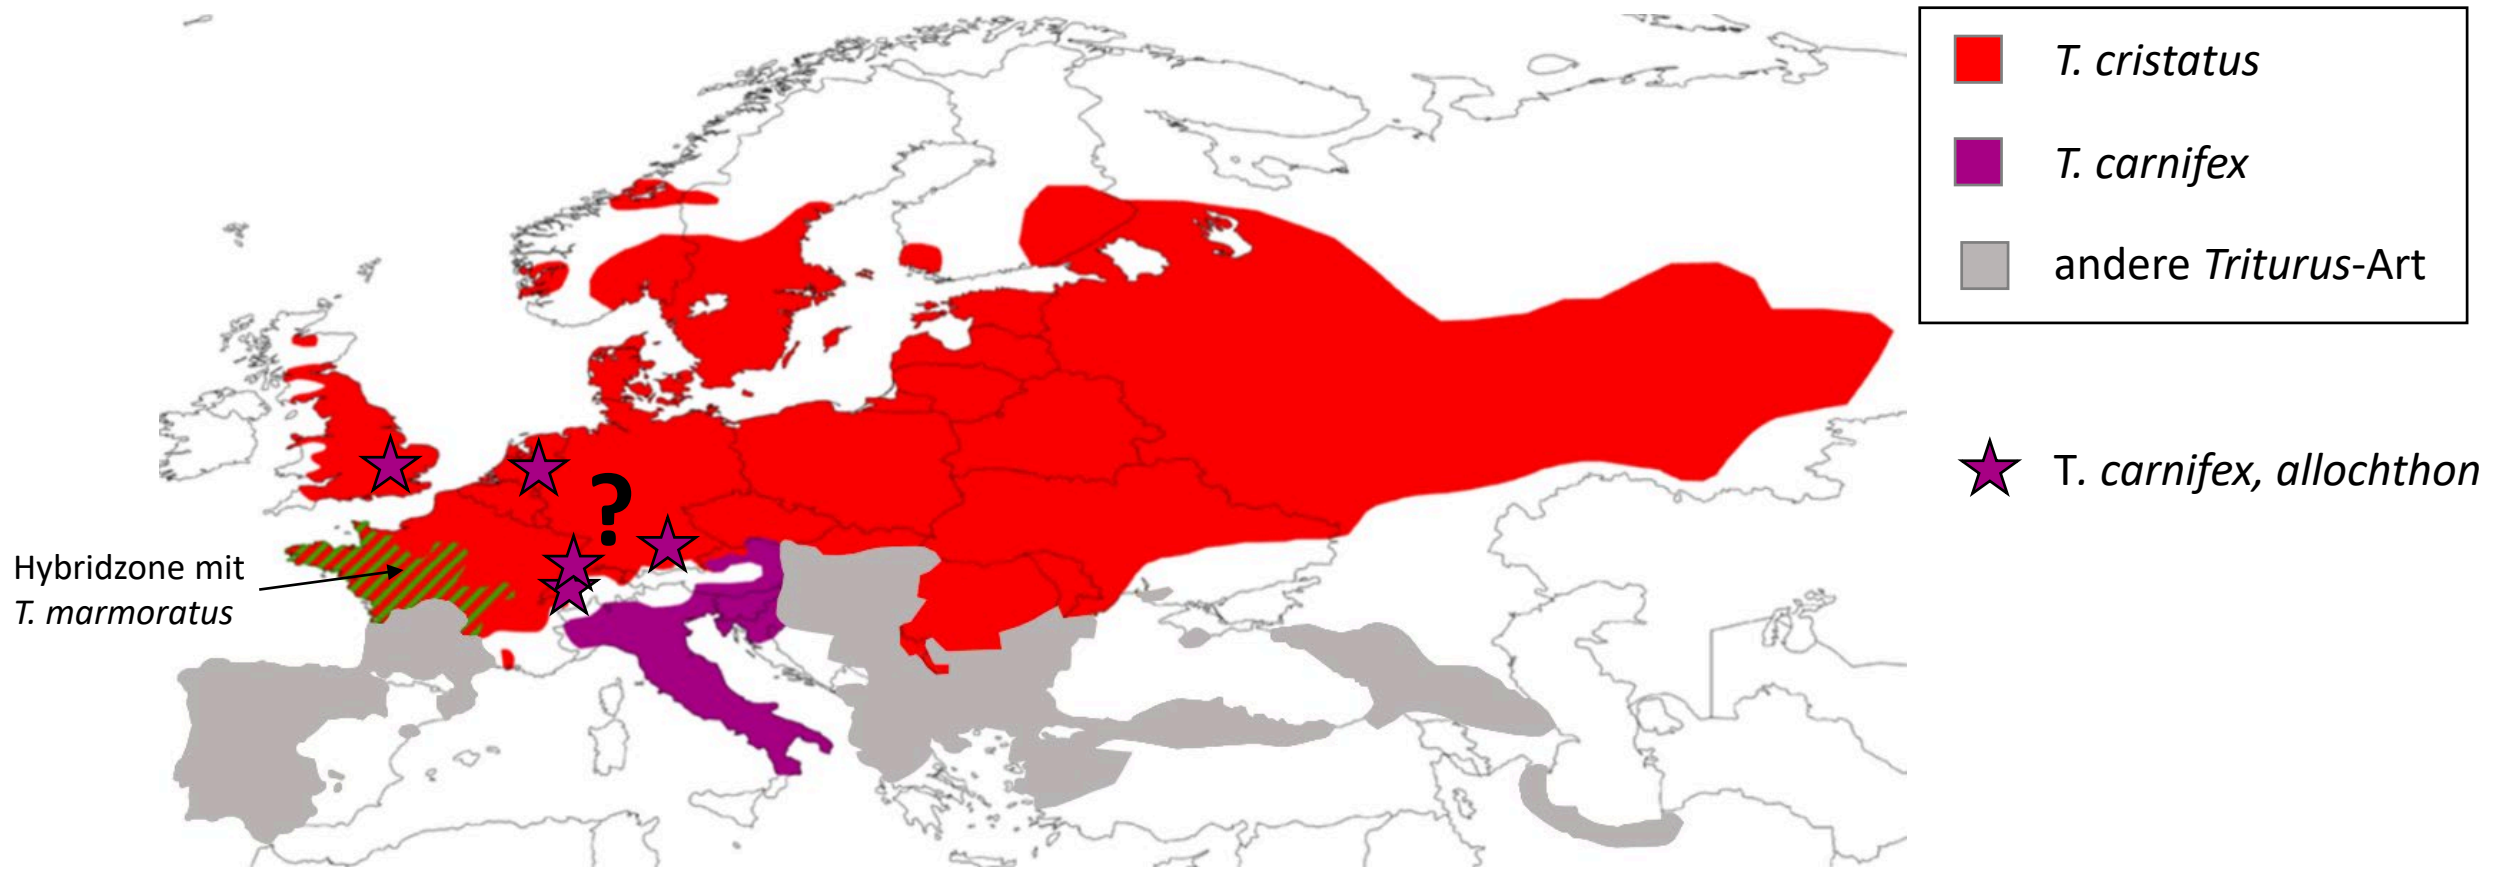 T. cristatus
T. carnifex
andere Triturus-Art
T. carnifex, allochthon
?
Hybridzone mit
T. marmoratus